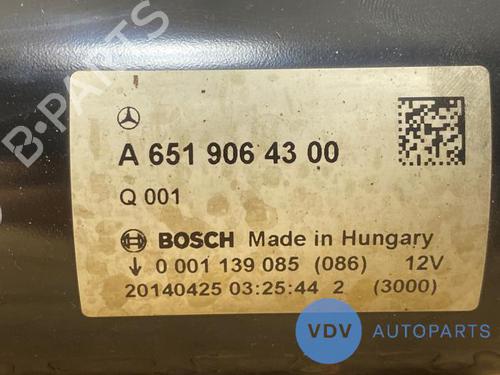 B-PARTS
A 651 906 43 00
Q 001
BOSCH Made in Hungary
↓ 0 001 139 085 (086) 12V
20140425 03:25:44 2 (3000)
VDV AUTOPARTS